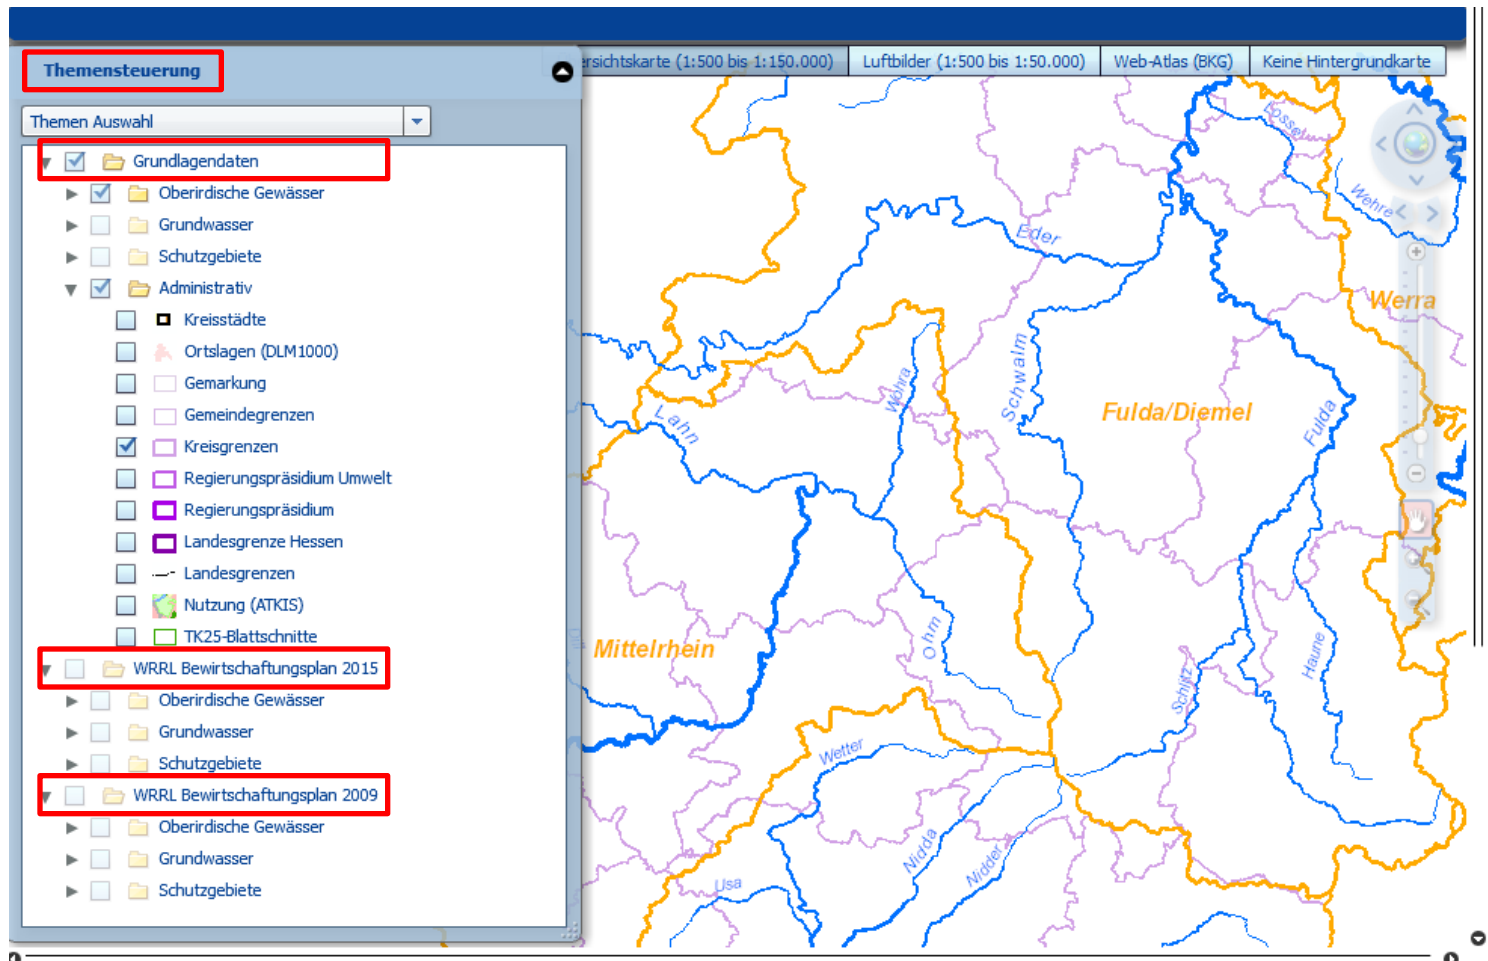 Themensteuerung
ersichtskarte (1:500 bis 1:150.000)
Luftbilder (1:500 bis 1:50.000)
Web-Atlas (BKG)
Keine Hintergrundkarte
Themen Auswahl
Grundlagendaten
Oberirdische Gewässer
Grundwasser
Schutzgebiete
Administrativ
Kreisstädte
Ortslagen (DLM1000)
Gemarkung
Gemeindegrenzen
Kreisgrenzen
Regierungspräsidium Umwelt
Regierungspräsidium
Landesgrenze Hessen
Landesgrenzen
Nutzung (ATKIS)
TK25-Blattschnitte
WRRL Bewirtschaftungsplan 2015
Oberirdische Gewässer
Grundwasser
Schutzgebiete
WRRL Bewirtschaftungsplan 2009
Oberirdische Gewässer
Grundwasser
Schutzgebiete
Losse
Wehre
Eder
Werra
Schwalm
Wohra
Lahn
Fulda/Diemel
Fulda
Ohm
Mittelrhein
Haune
Schlitz
Wetter
Nidda
Nidder
Usa